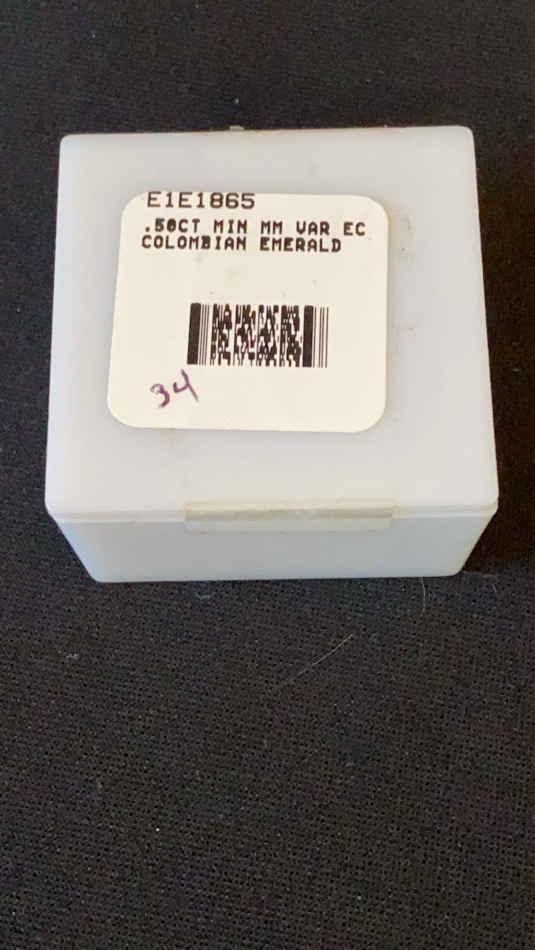 E1E1865
.50CT MIN MM VAR EC
COLOMBIAN EMERALD
34